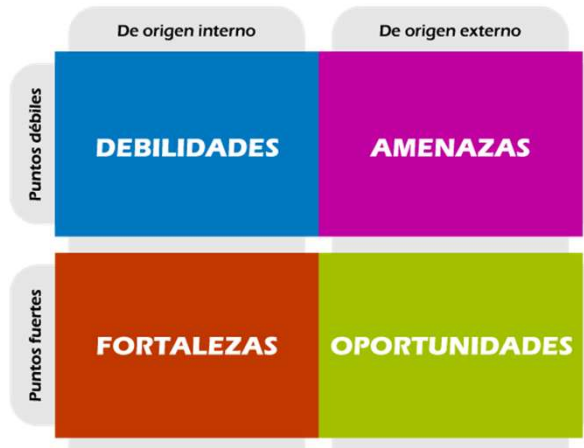 De origen interno
De origen externo
Puntos débiles
DEBILIDADES
AMENAZAS
Puntos fuertes
FORTALEZAS
OPORTUNIDADES